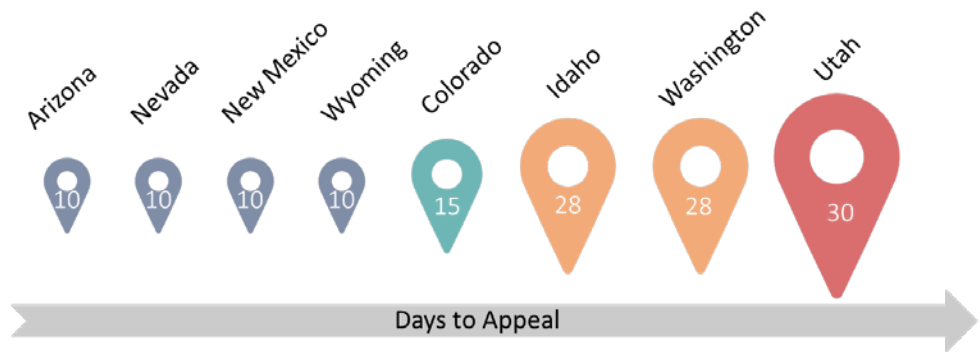 Arizona
Nevada
New Mexico
Wyoming
Colorado
Idaho
Washington
Utah
10
10
10
10
15
28
28
30
Days to Appeal